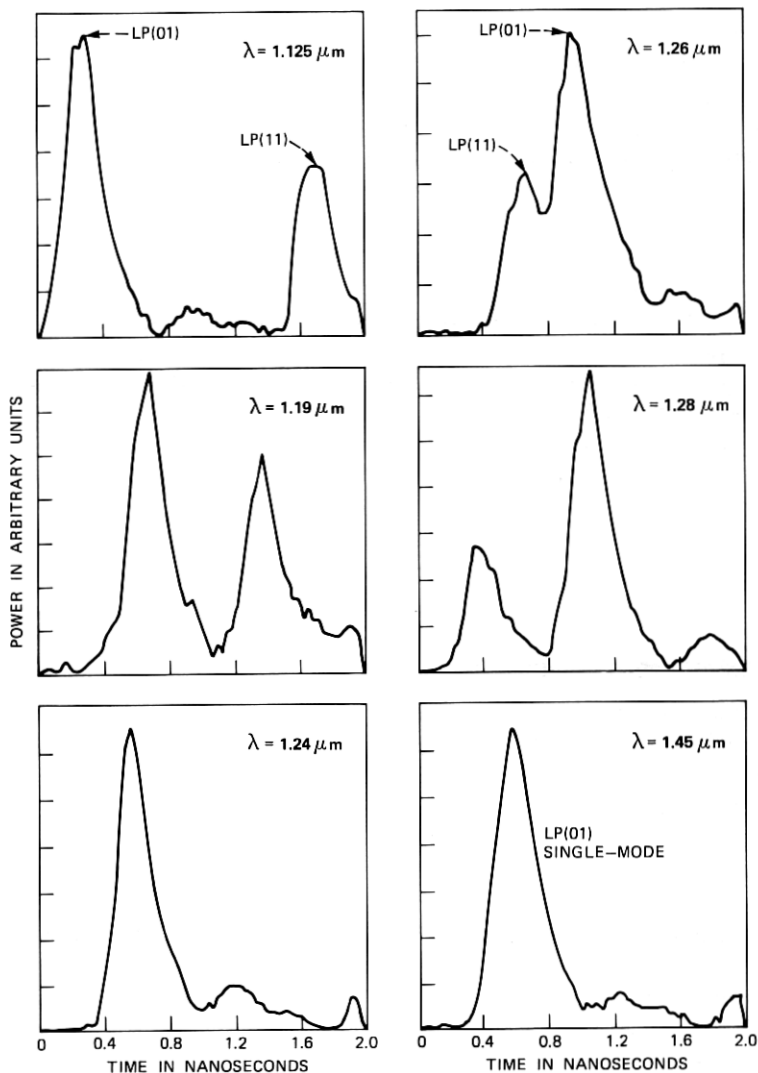 LP(01)
λ = 1.125 μm
LP(11)
LP(01)
λ = 1.26 μm
LP(11)
POWER IN ARBITRARY UNITS
λ = 1.19 μm
λ = 1.28 μm
λ = 1.24 μm
λ = 1.45 μm
LP(01)
SINGLE–MODE
0 0.4 0.8 1.2 1.6 2.0
TIME IN NANOSECONDS
0 0.4 0.8 1.2 1.6 2.0
TIME IN NANOSECONDS